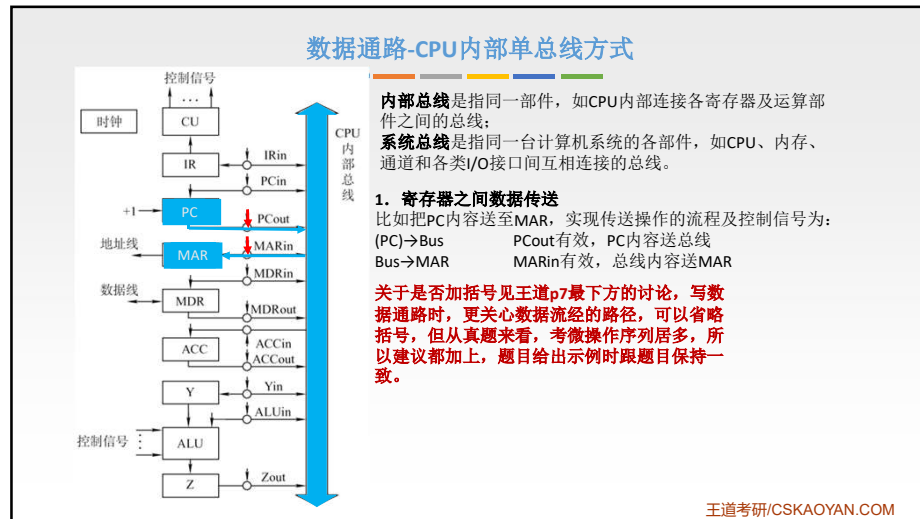 数据通路-CPU内部单总线方式
控制信号
···
时钟
CU
IR
IRin
PCin
+1
PC
PCout
地址线
MAR
MARin
MDRin
数据线
MDR
MDRout
ACC
ACCin
ACCout
Y
Yin
ALUin
控制信号
ALU
Z
Zout
CPU
内
部
总
线
内部总线是指同一部件，如CPU内部连接各寄存器及运算部
件之间的总线；
系统总线是指同一台计算机系统的各部件，如CPU、内存、
通道和各类I/O接口间互相连接的总线。
1．寄存器之间数据传送
比如把PC内容送至MAR，实现传送操作的流程及控制信号为：
(PC)→Bus PCout有效，PC内容送总线
Bus→MAR MARin有效，总线内容送MAR
关于是否加括号见王道p7最下方的讨论，写数
据通路时，更关心数据流经的路径，可以省略
括号，但从真题来看，考微操作序列居多，所
以建议都加上，题目给出示例时跟题目保持一
致。
王道考研/CSKAOYAN.COM